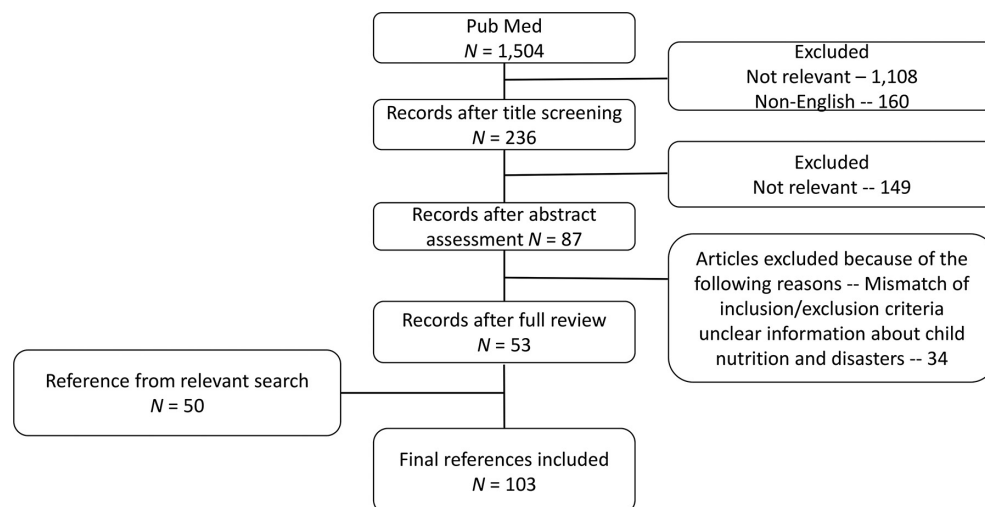 Pub Med
N = 1,504
Excluded
Not relevant – 1,108
Non-English -- 160
Records after title screening
N = 236
Excluded
Not relevant -- 149
Records after abstract
assessment N = 87
Articles excluded because of the
following reasons -- Mismatch of
inclusion/exclusion criteria
unclear information about child
nutrition and disasters -- 34
Records after full review
N = 53
Reference from relevant search
N = 50
Final references included
N = 103